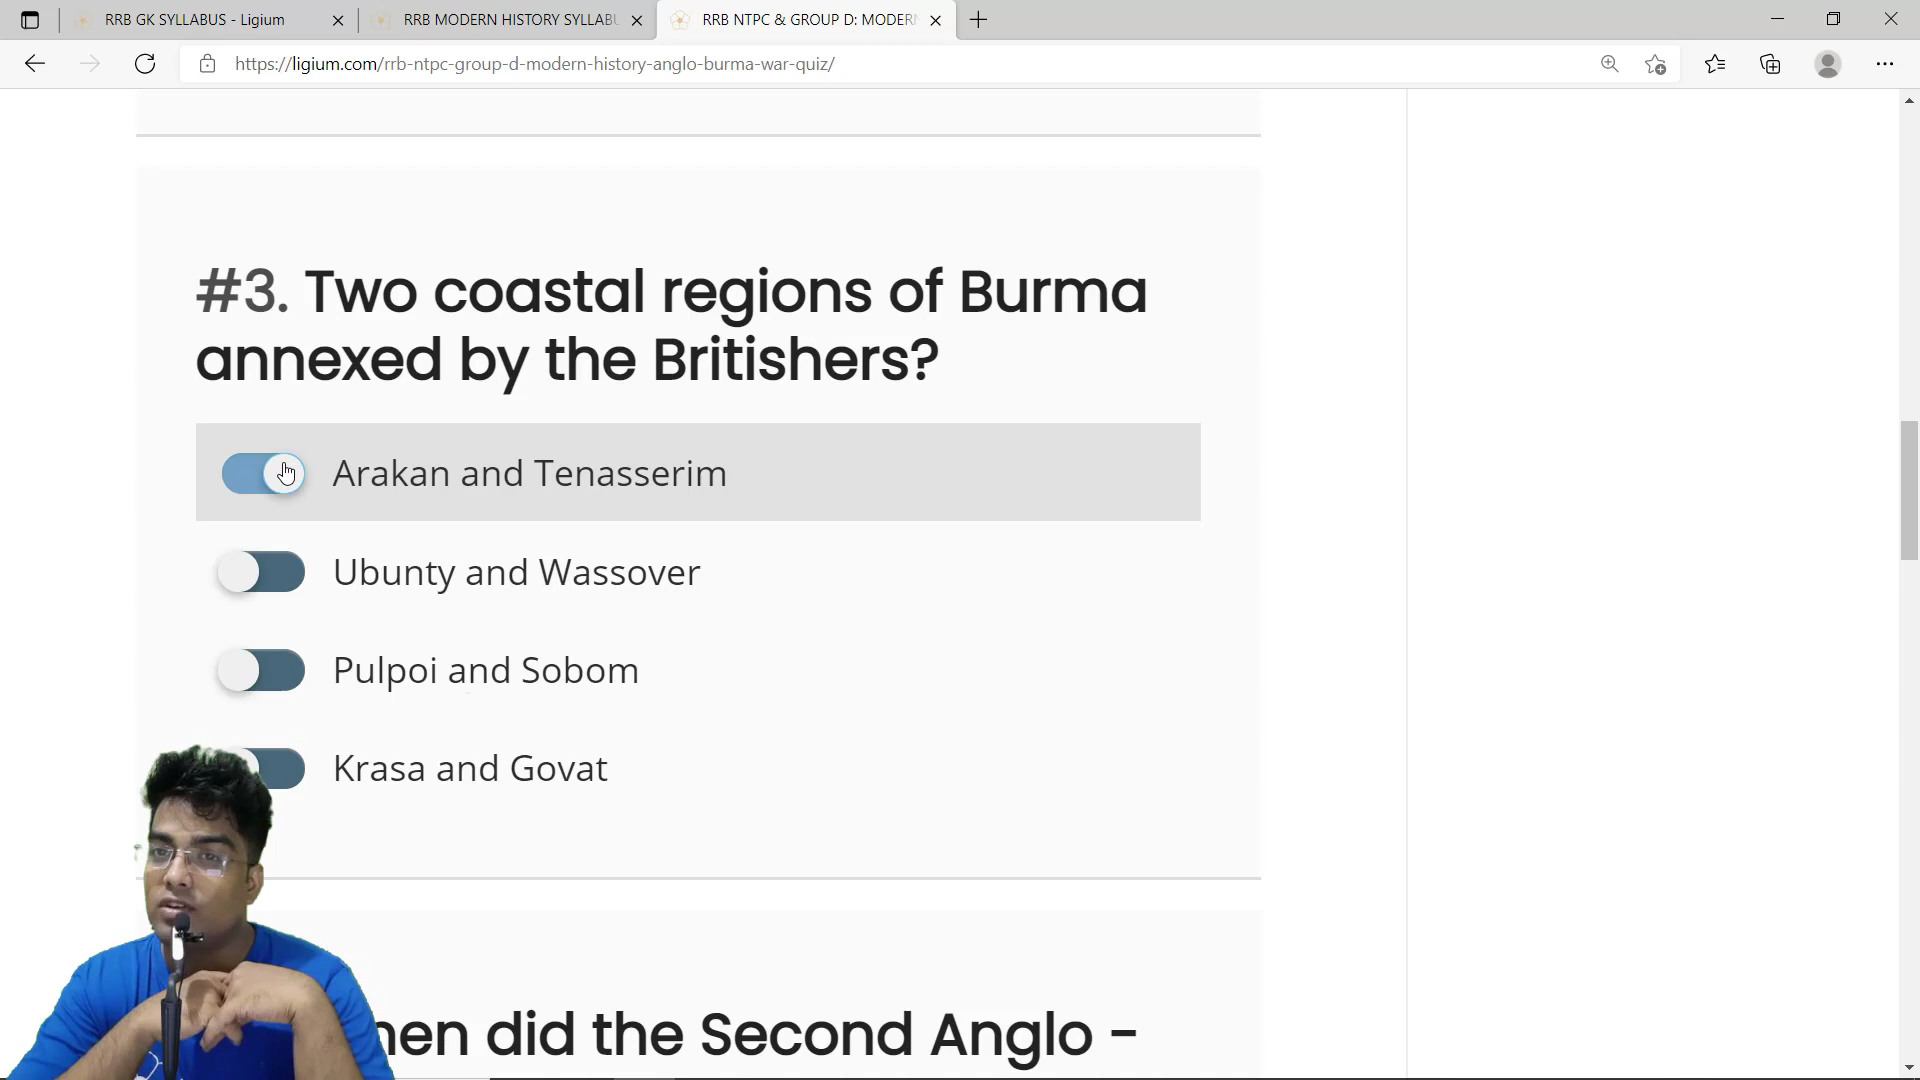 RRB GK SYLLABUS - Ligium
RRB MODERN HISTORY SYLLABU
RRB NTPC & GROUP D: MODERN
https://ligium.com/rrb-ntpc-group-d-modern-history-anglo-burma-war-quiz/
#3. Two coastal regions of Burma
annexed by the Britishers?
Arakan and Tenasserim
Ubunty and Wassover
Pulpoi and Sobom
Krasa and Govat
hen did the Second Anglo -